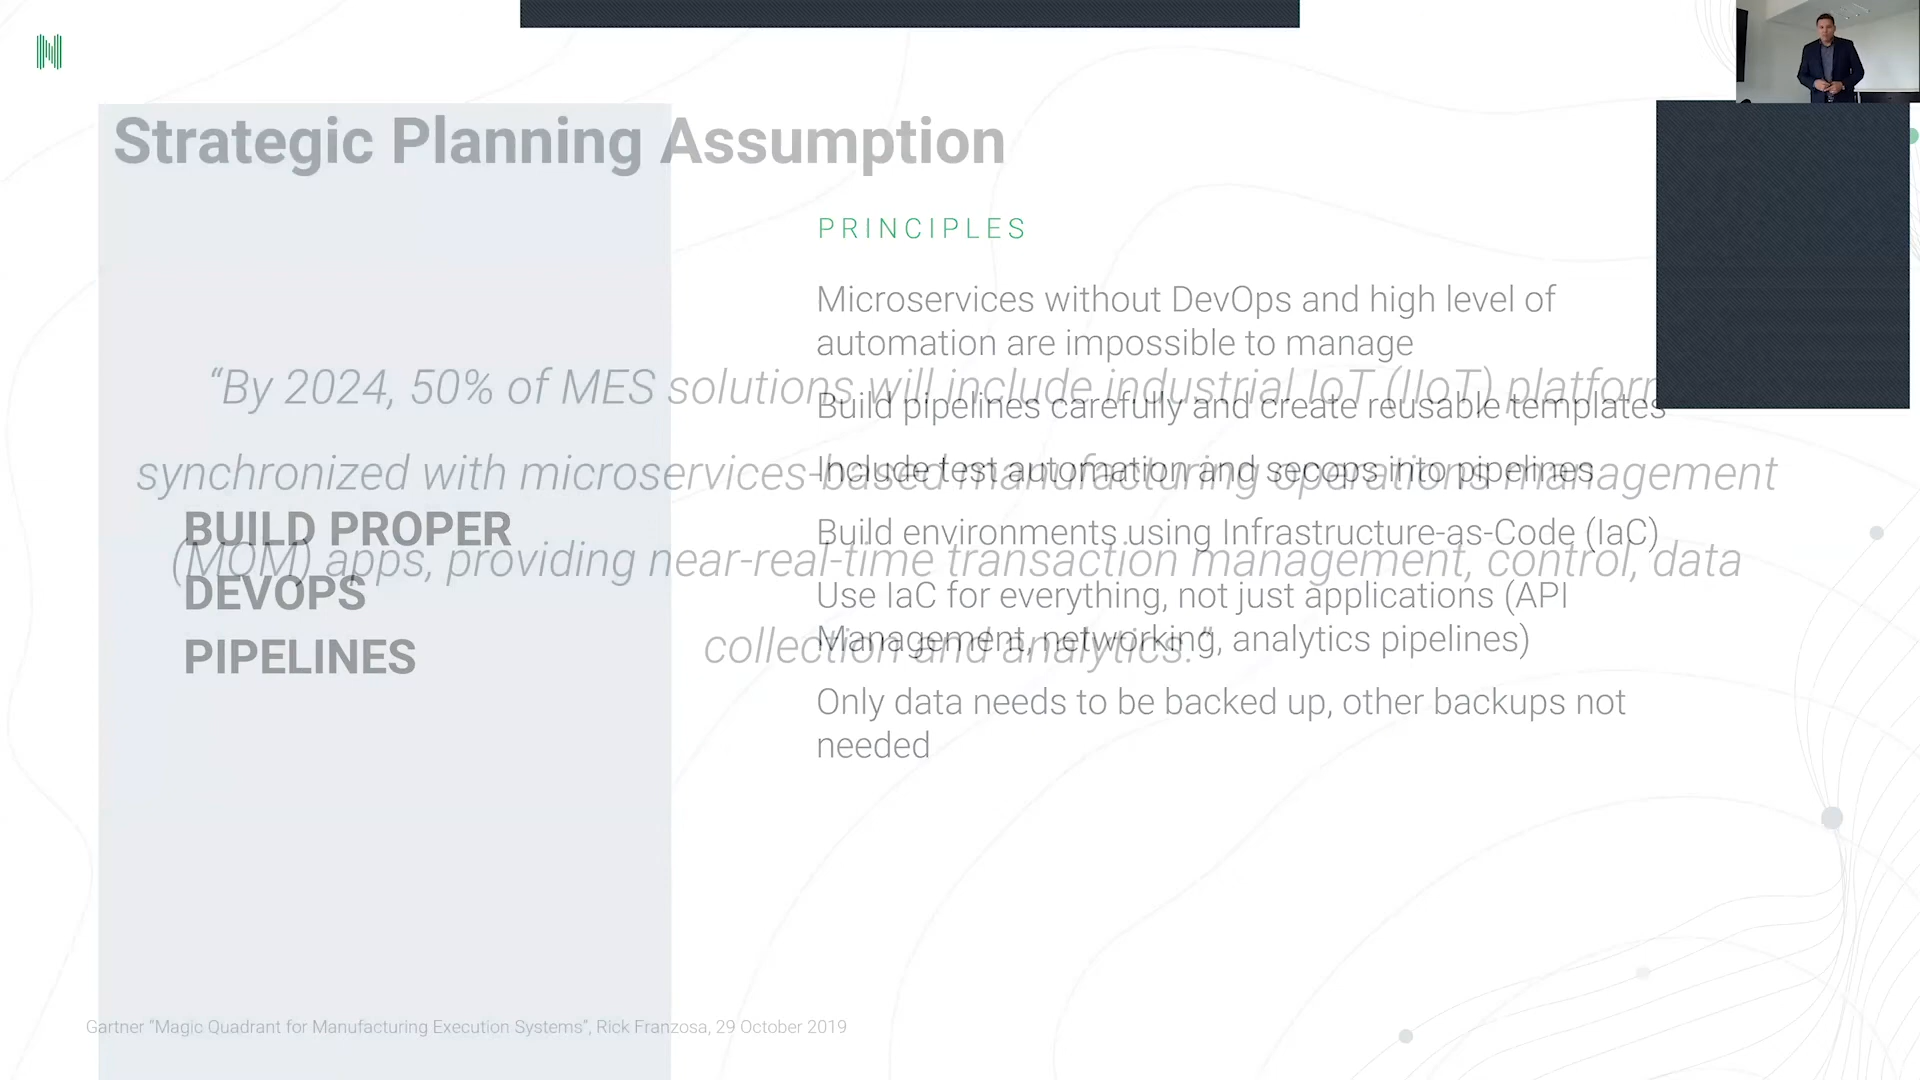 Strategic Planning Assumption
“By 2024, 50% of MES solutions will include industrial IoT (IIoT) platform
synchronized with microservices-based manufacturing operations management
(MOM) apps, providing near-real-time transaction management, control, data
collection and analytics.”
Gartner “Magic Quadrant for Manufacturing Execution Systems”, Rick Franzosa, 29 October 2019
BUILD PROPER
DEVOPS
PIPELINES
PRINCIPLES
Microservices without DevOps and high level of
automation are impossible to manage
Build pipelines carefully and create reusable templates
Include test automation and secops into pipelines
Build environments using Infrastructure-as-Code (IaC)
Use IaC for everything, not just applications (API
Management, networking, analytics pipelines)
Only data needs to be backed up, other backups not
needed